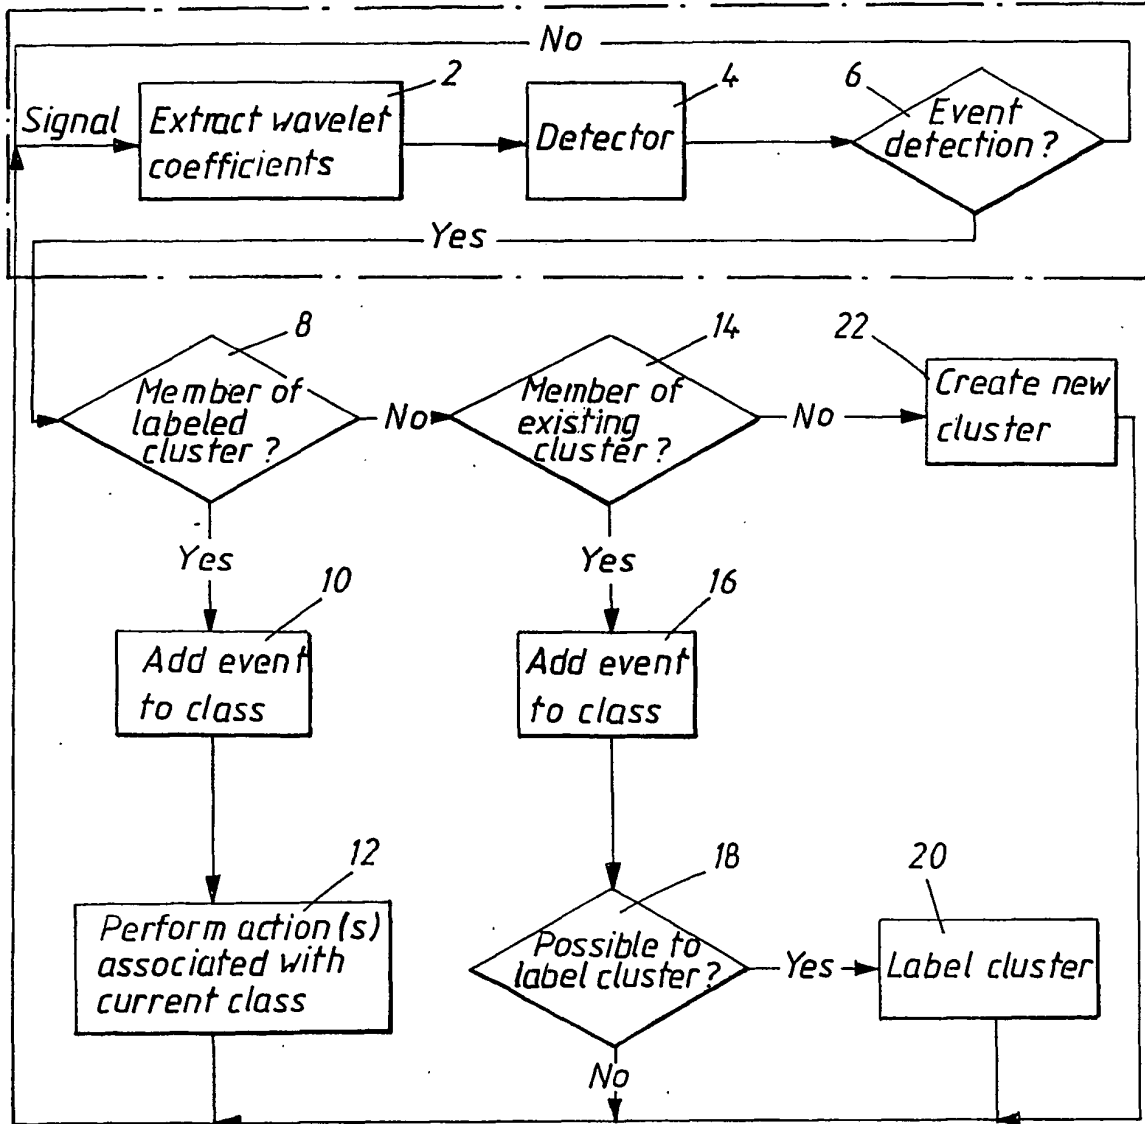 No
2
4
6
Signal
Extract wavelet
coefficients
Detector
Event
detection?
Yes
8
14
22
Member of
labeled
cluster?
No
Member of
existing
cluster?
No
Create new
cluster
Yes
Yes
10
16
Add event
to class
Add event
to class
12
18
20
Perform action(s)
associated with
current class
Possible to
label cluster?
Yes
Label cluster
No